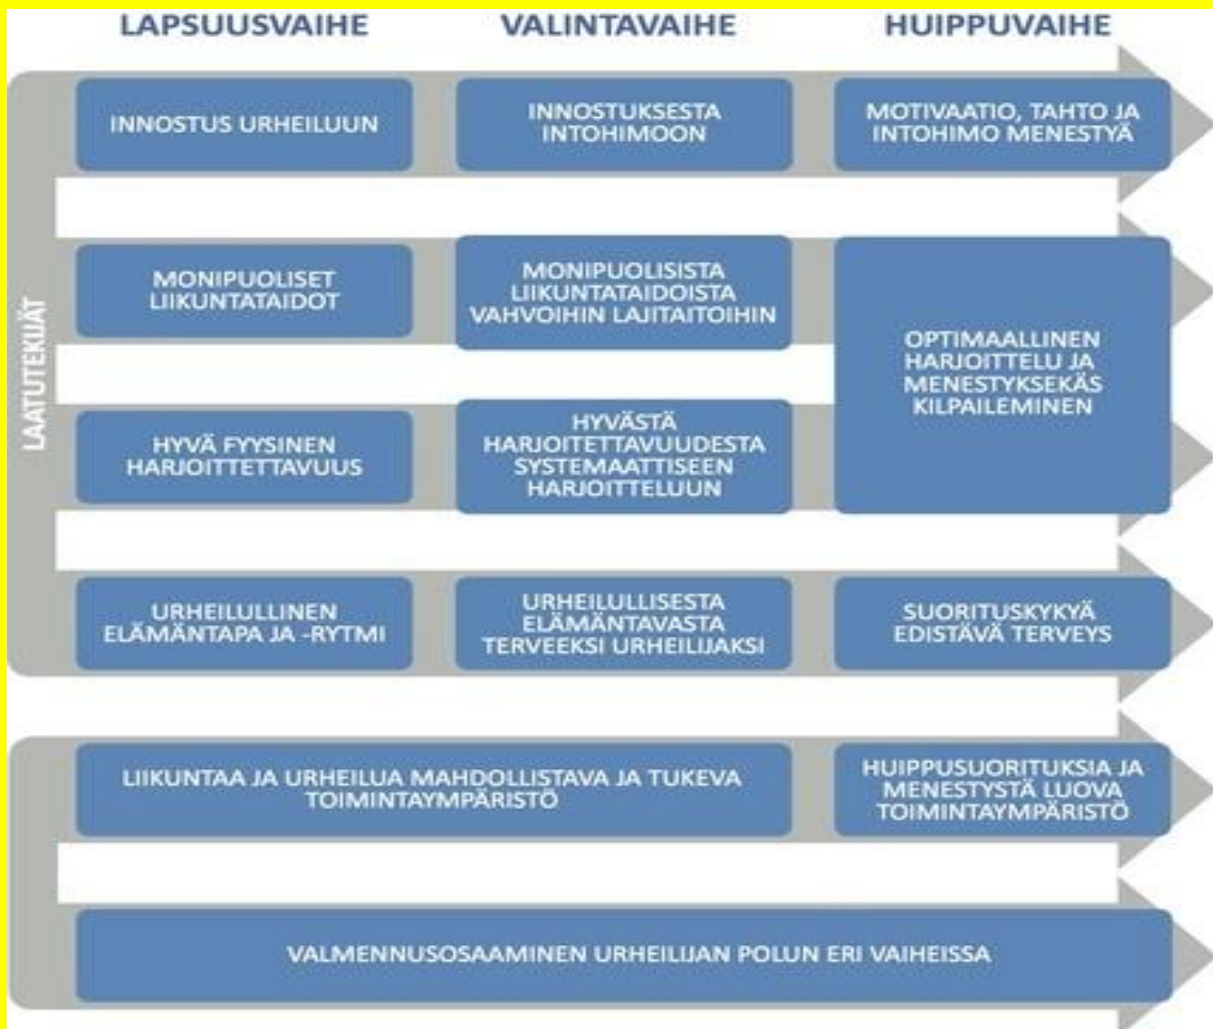 LAPSUUSVAIHE
VALINTAVAIHE
HUIPPUVAIHE
LAATUTEKIJÄT
INNOSTUS URHEILUUN
INNOSTUKSESTA
INTOHIMOON
MOTIVAATIO, TAHTO JA
INTOHIMO MENESTYÄ
MONIPUOLISET
LIIKUNTATAIDOT
MONIPUOLISISTA
LIIKUNTATAIDOISTA
VAHVOIHIN LAJITAITOIHIN
OPTIMAALLINEN
HARJOITTELU JA
MENESTYKSEKÄS
KILPAILEMINEN
HYVÄ FYYSINEN
HARJOITTETTAVUUS
HYVÄSTÄ
HARJOITETTAVUUDESTA
SYSTEMAATTISEEN
HARJOITTELUUN
URHEILULLINEN
ELÄMÄNTAPA JA -RYTMI
URHEILULLISESTA
ELÄMÄNTAVASTA
TERVEEKSI URHEILIJAKSI
SUORITUSKYKYÄ
EDISTÄVÄ TERVEYS
LIIKUNTAA JA URHEILUA MAHDOLLISTAVA JA TUKEVA
TOIMINTAYMPÄRISTÖ
HUIPPUSUORITUKSIA JA
MENESTYSTÄ LUOVA
TOIMINTAYMPÄRISTÖ
VALMENNUSOSAAMINEN URHEILIJAN POLUN ERI VAIHEISSA